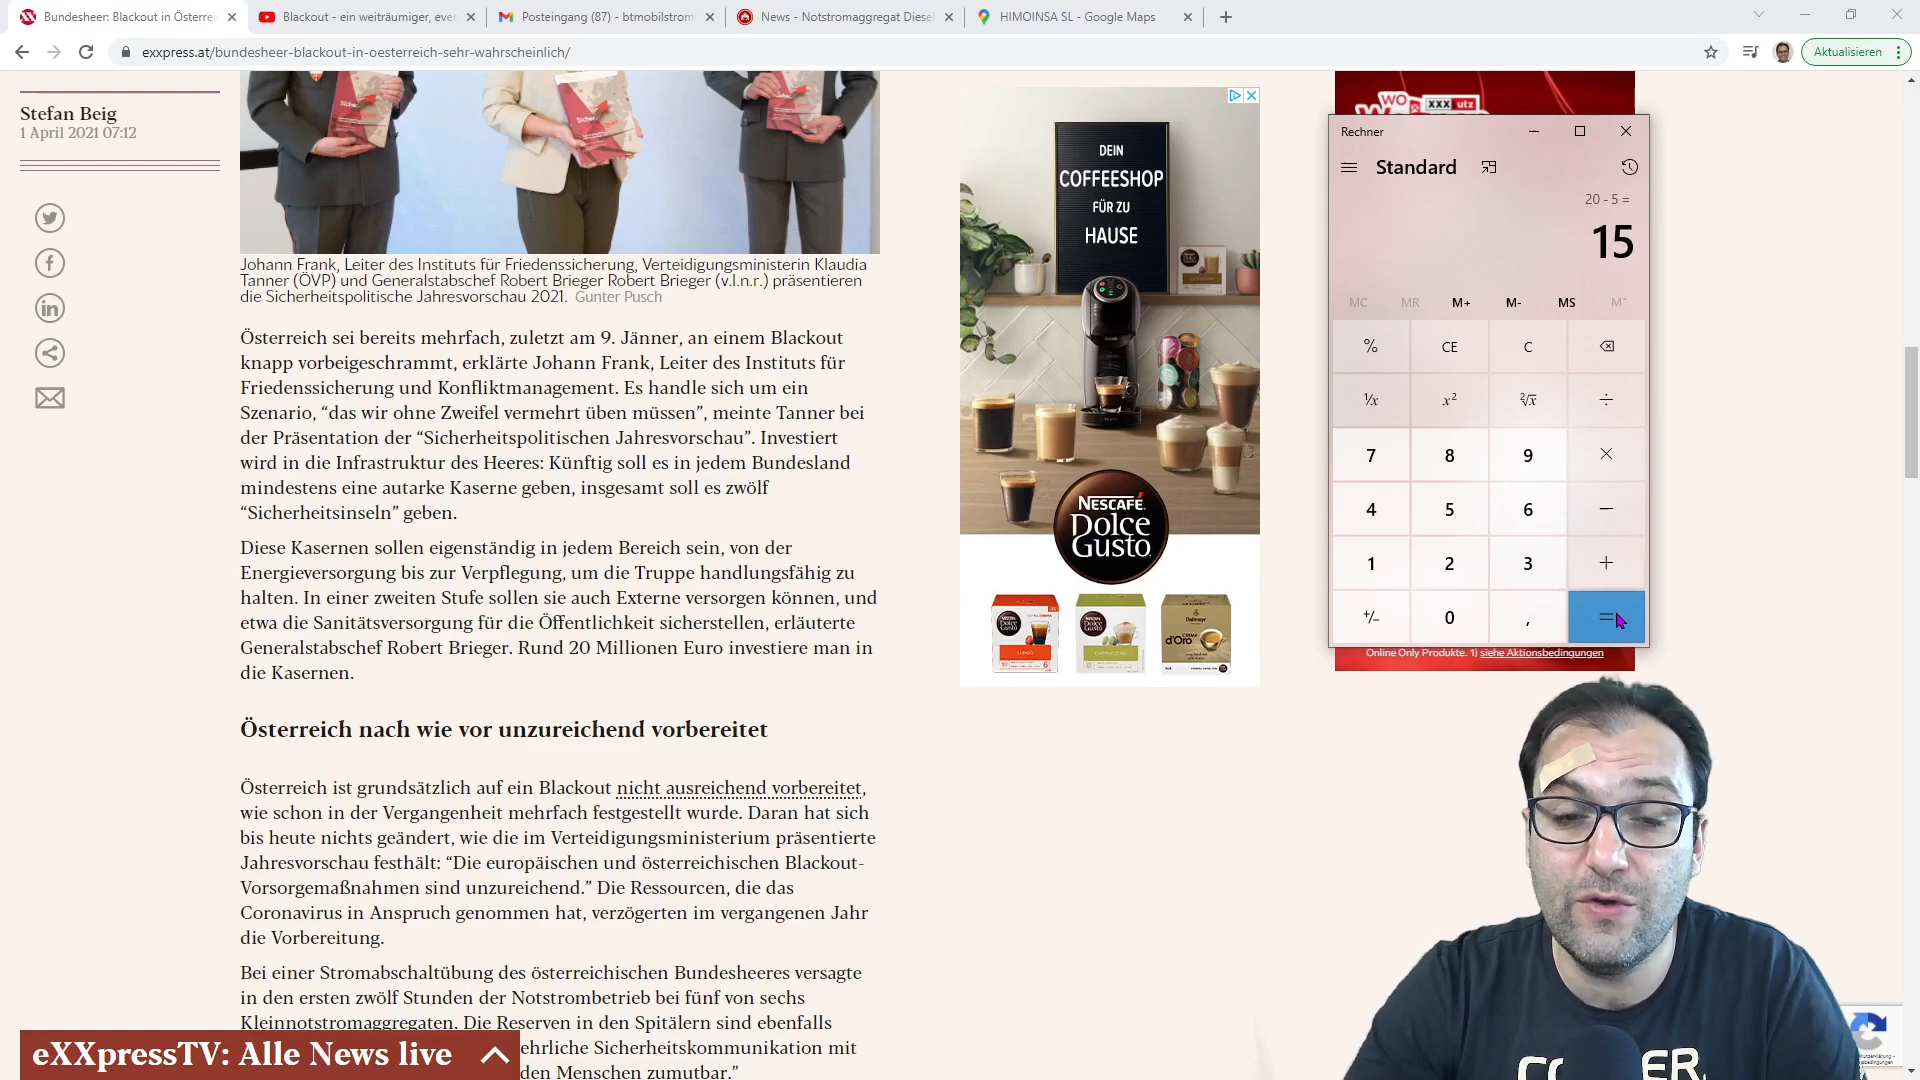 Bundesheer: Blackout in Österrei
Blackout - ein weiträumiger, ever
Posteingang (87) - btmobilstrom
News - Notstromaggregat Diesel
HIMOINSA SL - Google Maps
exxpress.at/bundesheer-blackout-in-oesterreich-sehr-wahrscheinlich/
Aktualisieren
Stefan Beig
1 April 2021 07:12
Johann Frank, Leiter des Instituts für Friedenssicherung, Verteidigungsministerin Klaudia
Tanner (ÖVP) und Generalstabschef Robert Brieger Robert Brieger (v.l.n.r.) präsentieren
die Sicherheitspolitische Jahresvorschau 2021. Gunter Pusch
Österreich sei bereits mehrfach, zuletzt am 9. Jänner, an einem Blackout
knapp vorbeigeschrammt, erklärte Johann Frank, Leiter des Instituts für
Friedenssicherung und Konfliktmanagement. Es handle sich um ein
Szenario, “das wir ohne Zweifel vermehrt üben müssen”, meinte Tanner bei
der Präsentation der “Sicherheitspolitischen Jahresvorschau”. Investiert
wird in die Infrastruktur des Heeres: Künftig soll es in jedem Bundesland
mindestens eine autarke Kaserne geben, insgesamt soll es zwölf
“Sicherheitsinseln” geben.
Diese Kasernen sollen eigenständig in jedem Bereich sein, von der
Energieversorgung bis zur Verpflegung, um die Truppe handlungsfähig zu
halten. In einer zweiten Stufe sollen sie auch Externe versorgen können, und
etwa die Sanitätsversorgung für die Öffentlichkeit sicherstellen, erläuterte
Generalstabschef Robert Brieger. Rund 20 Millionen Euro investiere man in
die Kasernen.
Österreich nach wie vor unzureichend vorbereitet
Österreich ist grundsätzlich auf ein Blackout nicht ausreichend vorbereitet,
wie schon in der Vergangenheit mehrfach festgestellt wurde. Daran hat sich
bis heute nichts geändert, wie die im Verteidigungsministerium präsentierte
Jahresvorschau festhält: “Die europäischen und österreichischen Blackout-
Vorsorgemaßnahmen sind unzureichend.” Die Ressourcen, die das
Coronavirus in Anspruch genommen hat, verzögerten im vergangenen Jahr
die Vorbereitung.
Bei einer Stromabschaltübung des österreichischen Bundesheeres versagte
in den ersten zwölf Stunden der Notstrombetrieb bei fünf von sechs
Kleinnotstromaggregaten. Die Reserven in den Spitälern sind ebenfalls
ehrliche Sicherheitskommunikation mit
den Menschen zumutbar.”
eXXpressTV: Alle News live
DEIN
COFFEESHOP
FÜR ZU
HAUSE
NESCAFÉ
Dolce
Gusto
LUNGO
Dallmayr
CREMA
d'Oro
WO
XXX utz
Rechner
Standard
20 - 5 =
15
MC MR M+ M- MS M˅
% CE C
⅟x x² ²√x ÷
7 8 9 ×
4 5 6 −
1 2 3 +
+/− 0 , =
Online Only Produkte. 1) siehe Aktionsbedingungen